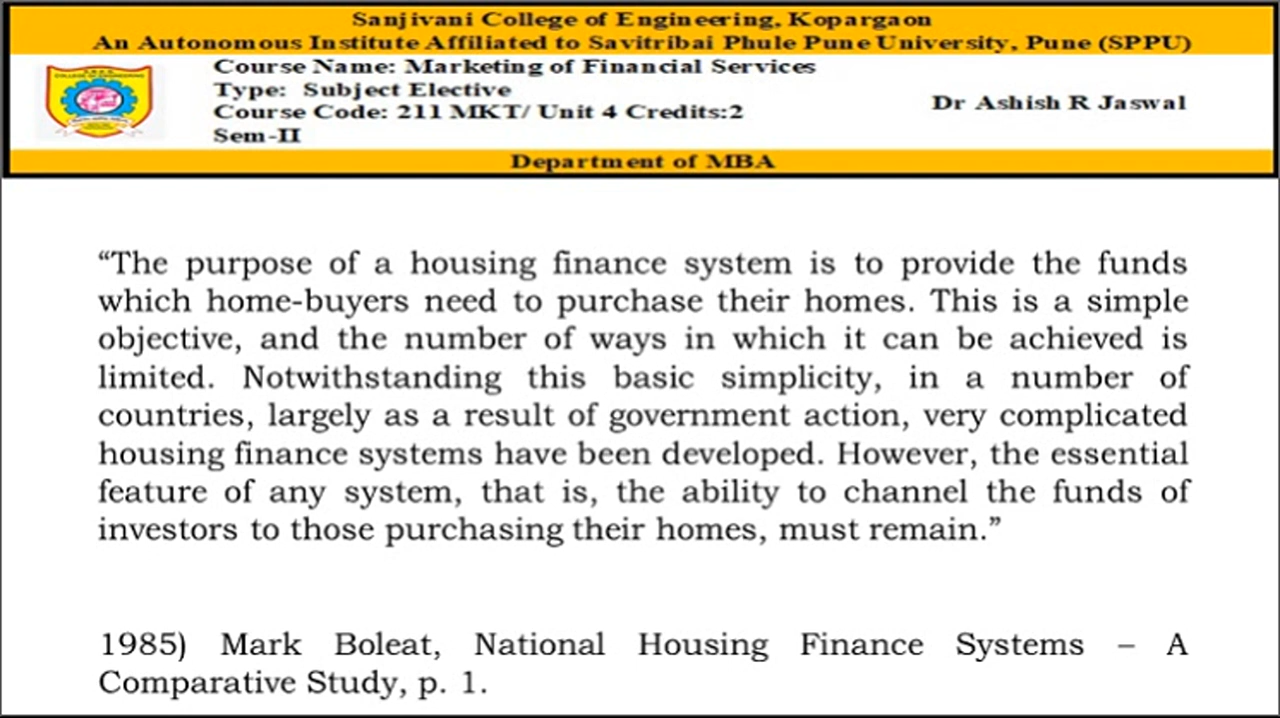 Sanjivani College of Engineering, Kopargaon
An Autonomous Institute Affiliated to Savitribai Phule Pune University, Pune (SPPU)
Course Name: Marketing of Financial Services
Type: Subject Elective
Course Code: 211 MKT/ Unit 4 Credits:2
Sem-II
Dr Ashish R Jaswal
Department of MBA
“The purpose of a housing finance system is to provide the funds
which home-buyers need to purchase their homes. This is a simple
objective, and the number of ways in which it can be achieved is
limited. Notwithstanding this basic simplicity, in a number of
countries, largely as a result of government action, very complicated
housing finance systems have been developed. However, the essential
feature of any system, that is, the ability to channel the funds of
investors to those purchasing their homes, must remain.”
1985) Mark Boleat, National Housing Finance Systems – A
Comparative Study, p. 1.